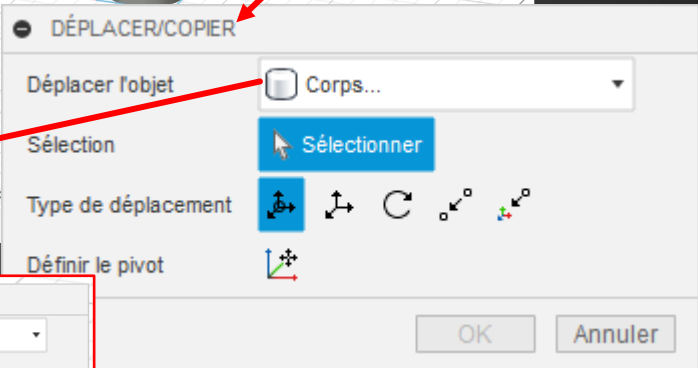 DÉPLACER/COPIER
Déplacer l'objet
Corps...
Sélection
Sélectionner
Type de déplacement
Définir le pivot
OK
Annuler